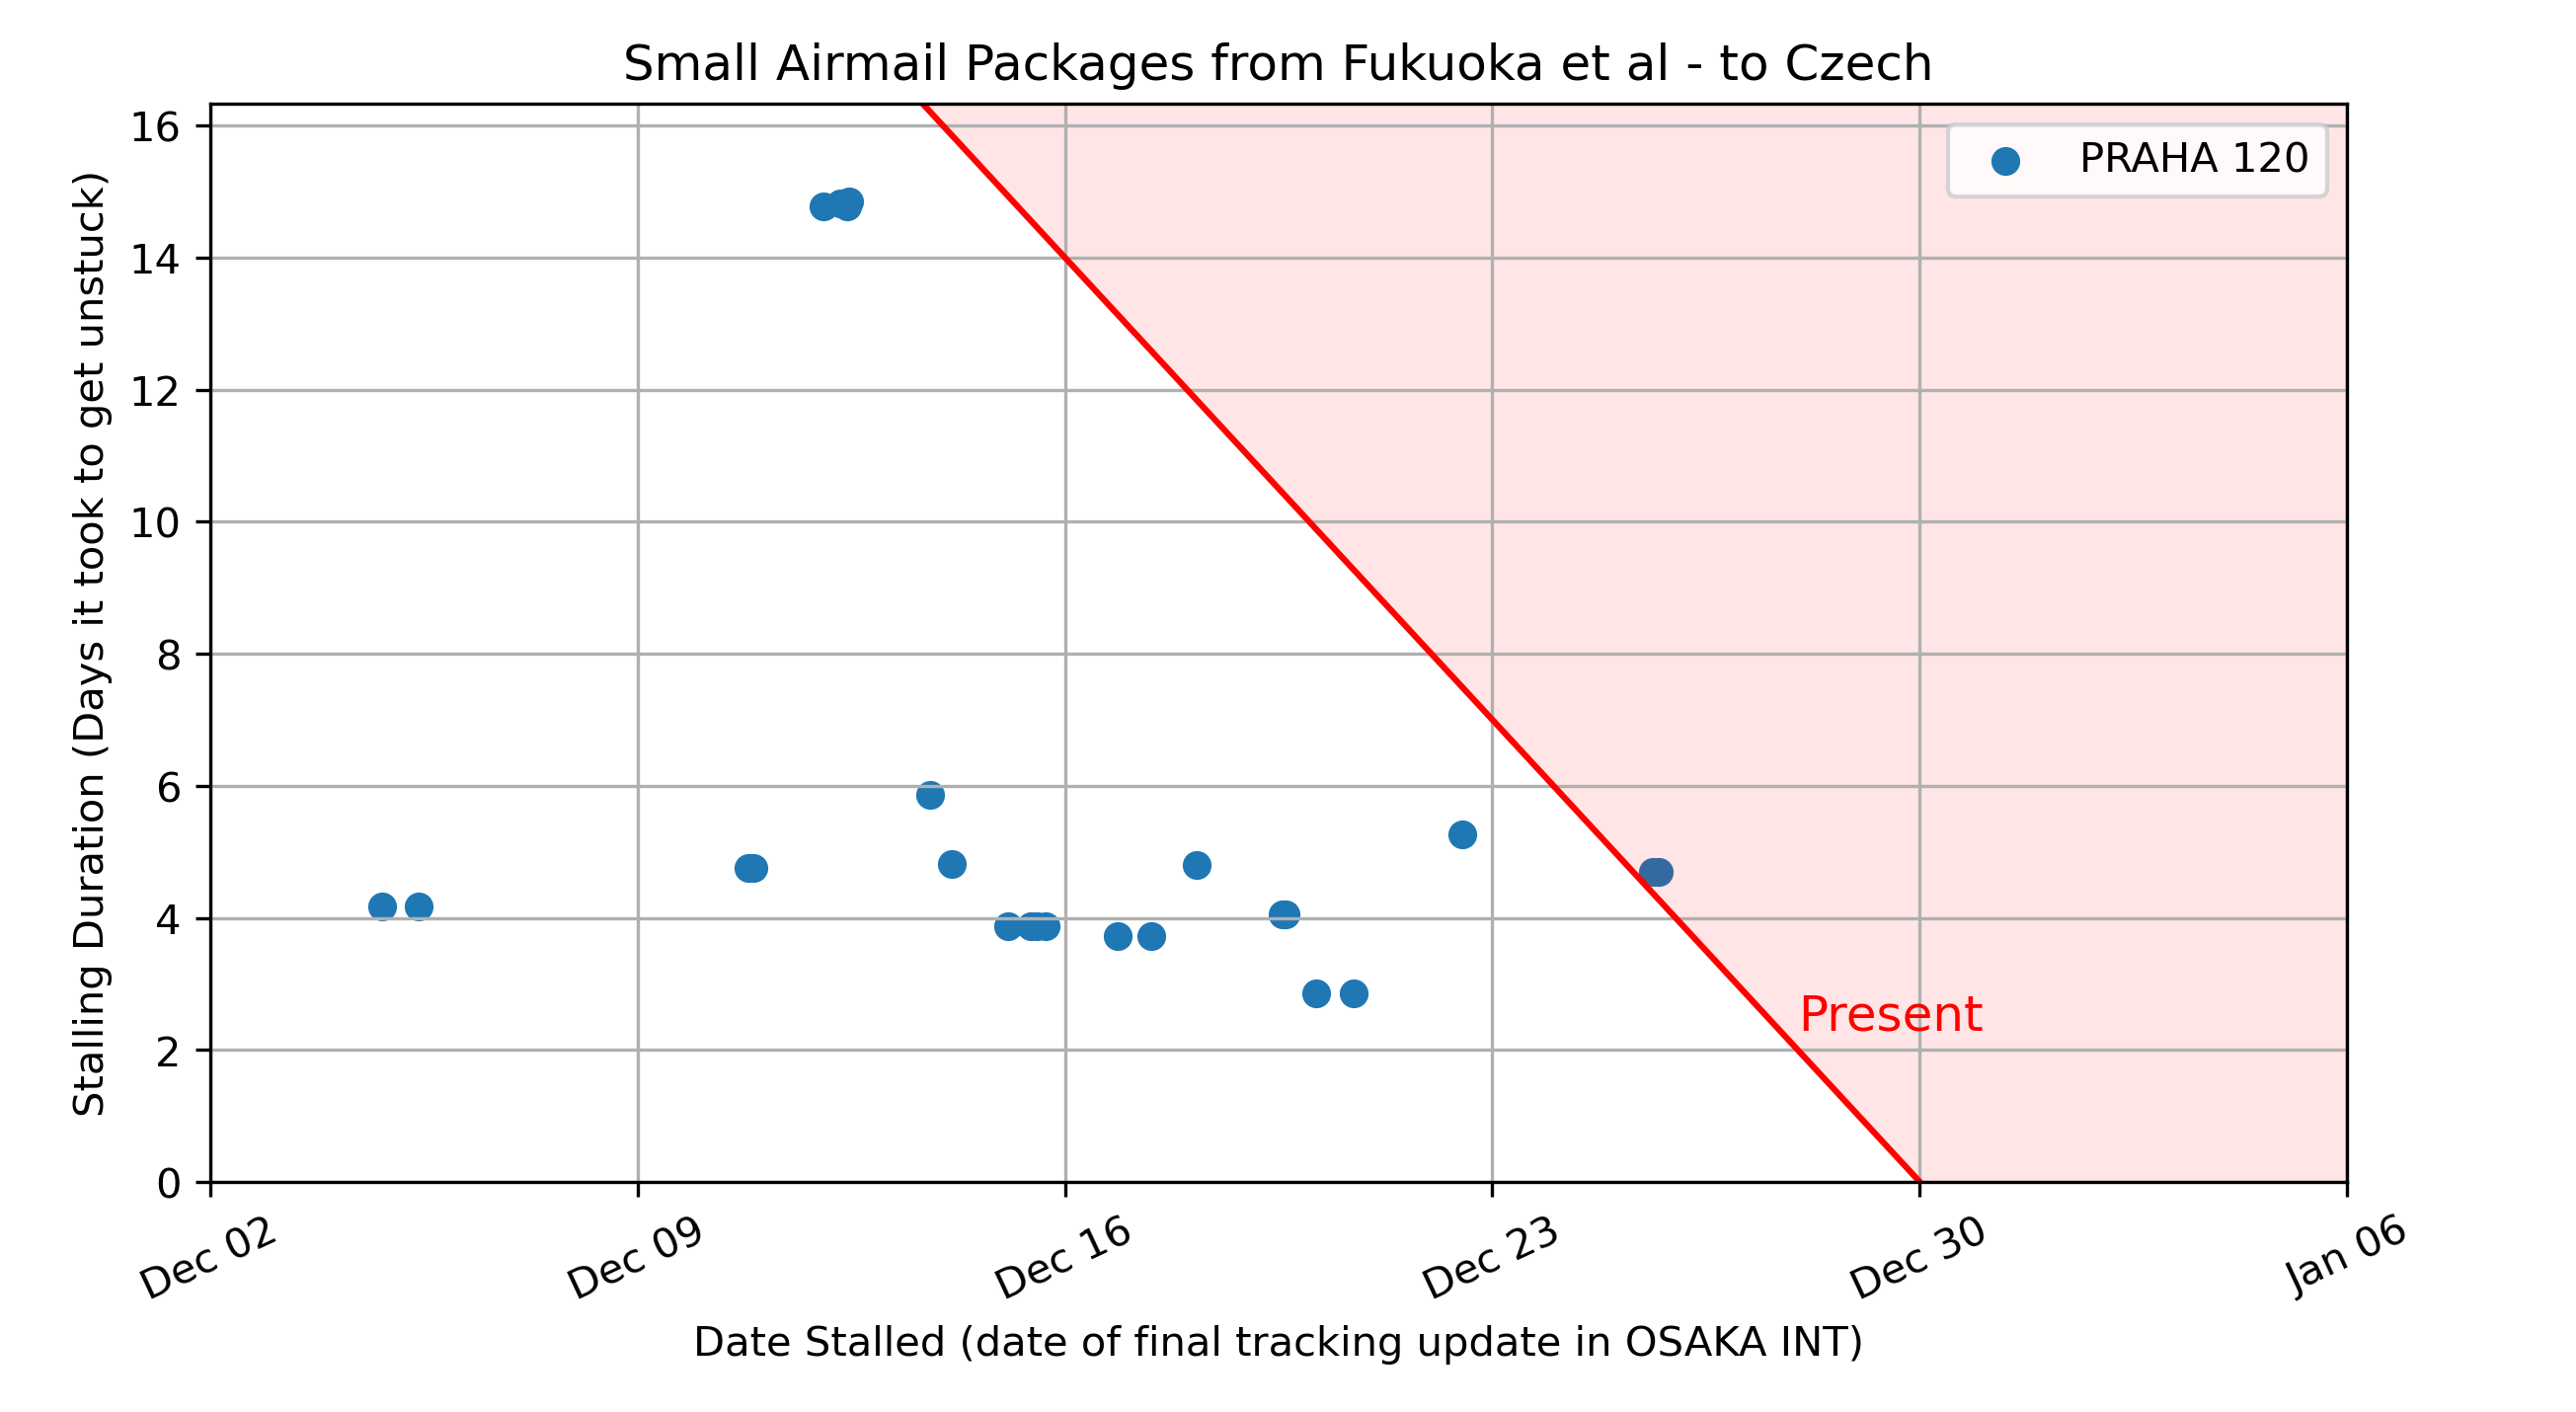 Small Airmail Packages from Fukuoka et al - to Czech
PRAHA 120
Stalling Duration (Days it took to get unstuck)
16
14
12
10
8
6
4
2
0
Present
Dec 02
Dec 09
Dec 16
Dec 23
Dec 30
Jan 06
Date Stalled (date of final tracking update in OSAKA INT)